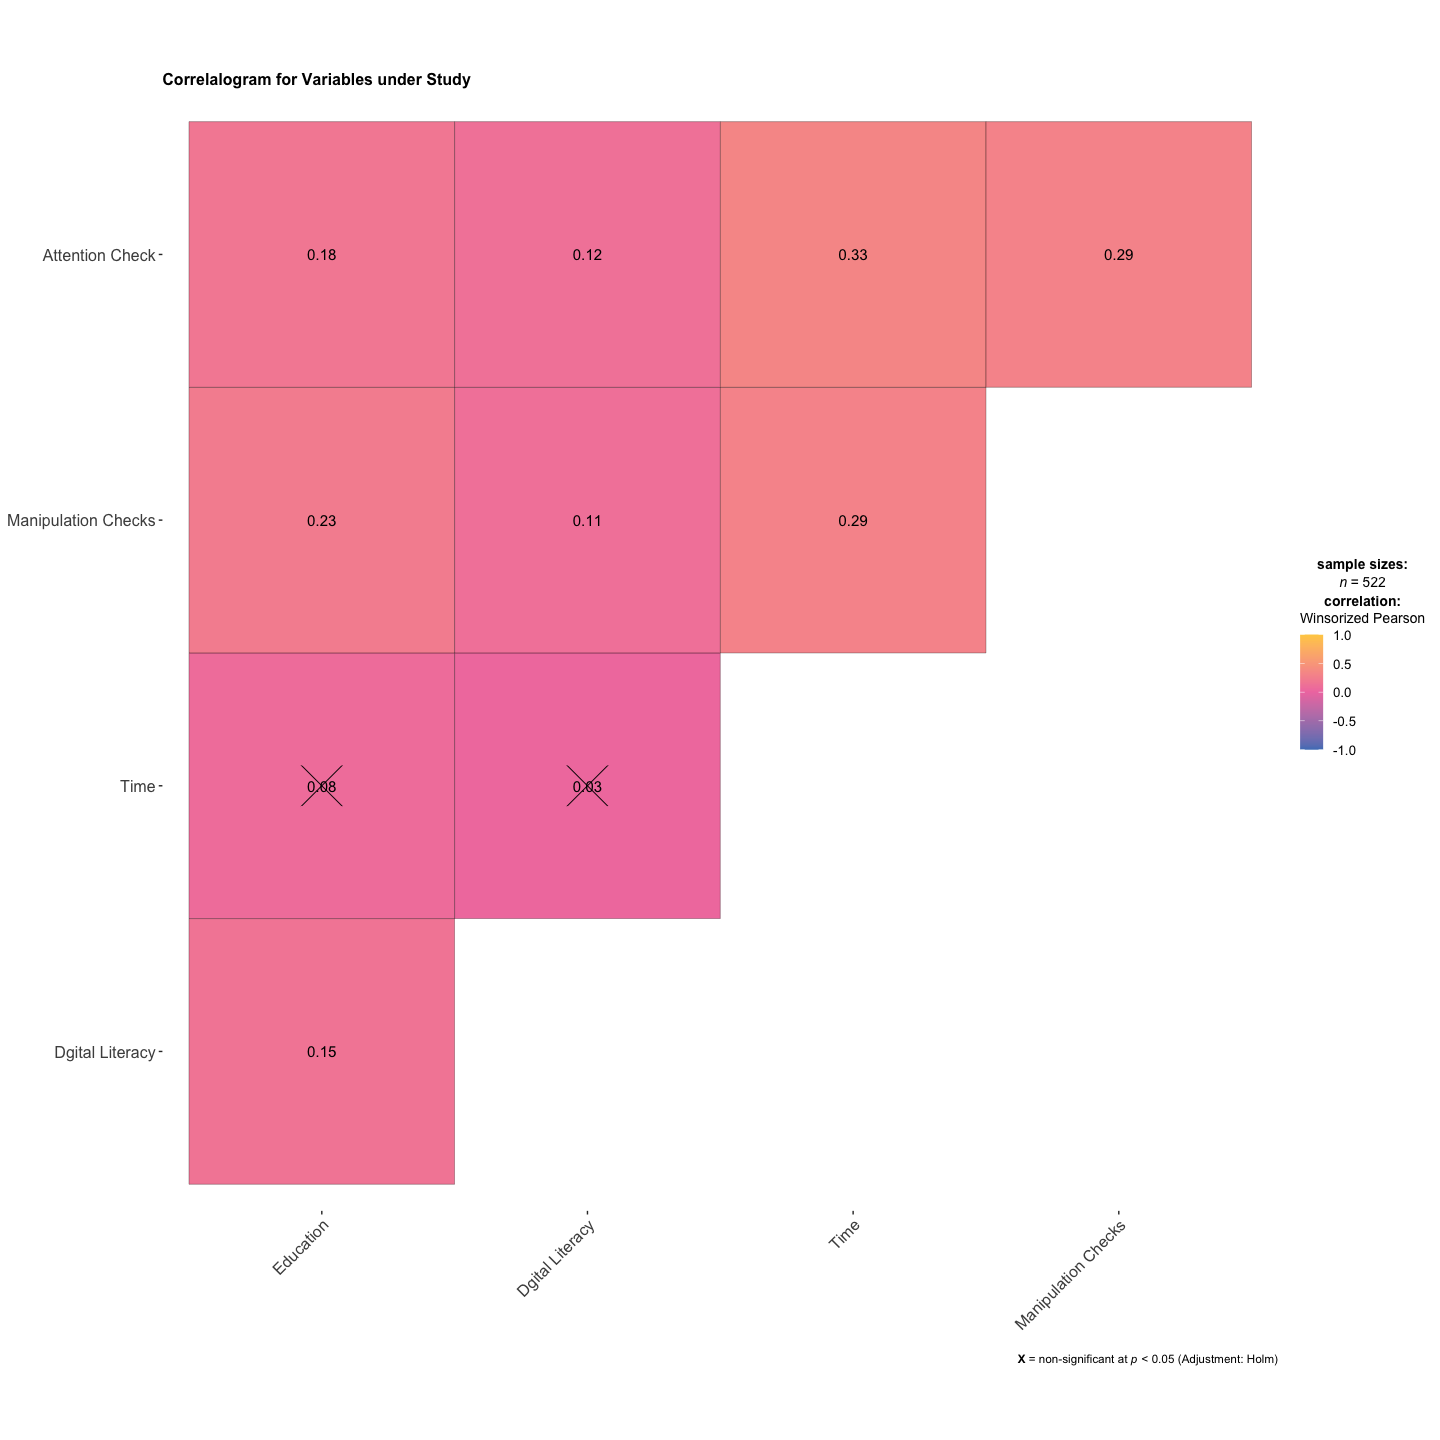 Correlalogram for Variables under Study
Attention Check
0.18
0.12
0.33
0.29
Manipulation Checks
0.23
0.11
0.29
Time
0.08
0.03
Dgital Literacy
0.15
Education
Dgital Literacy
Time
Manipulation Checks
sample sizes:
n = 522
correlation:
Winsorized Pearson
1.0
0.5
0.0
-0.5
-1.0
X = non-significant at p < 0.05 (Adjustment: Holm)